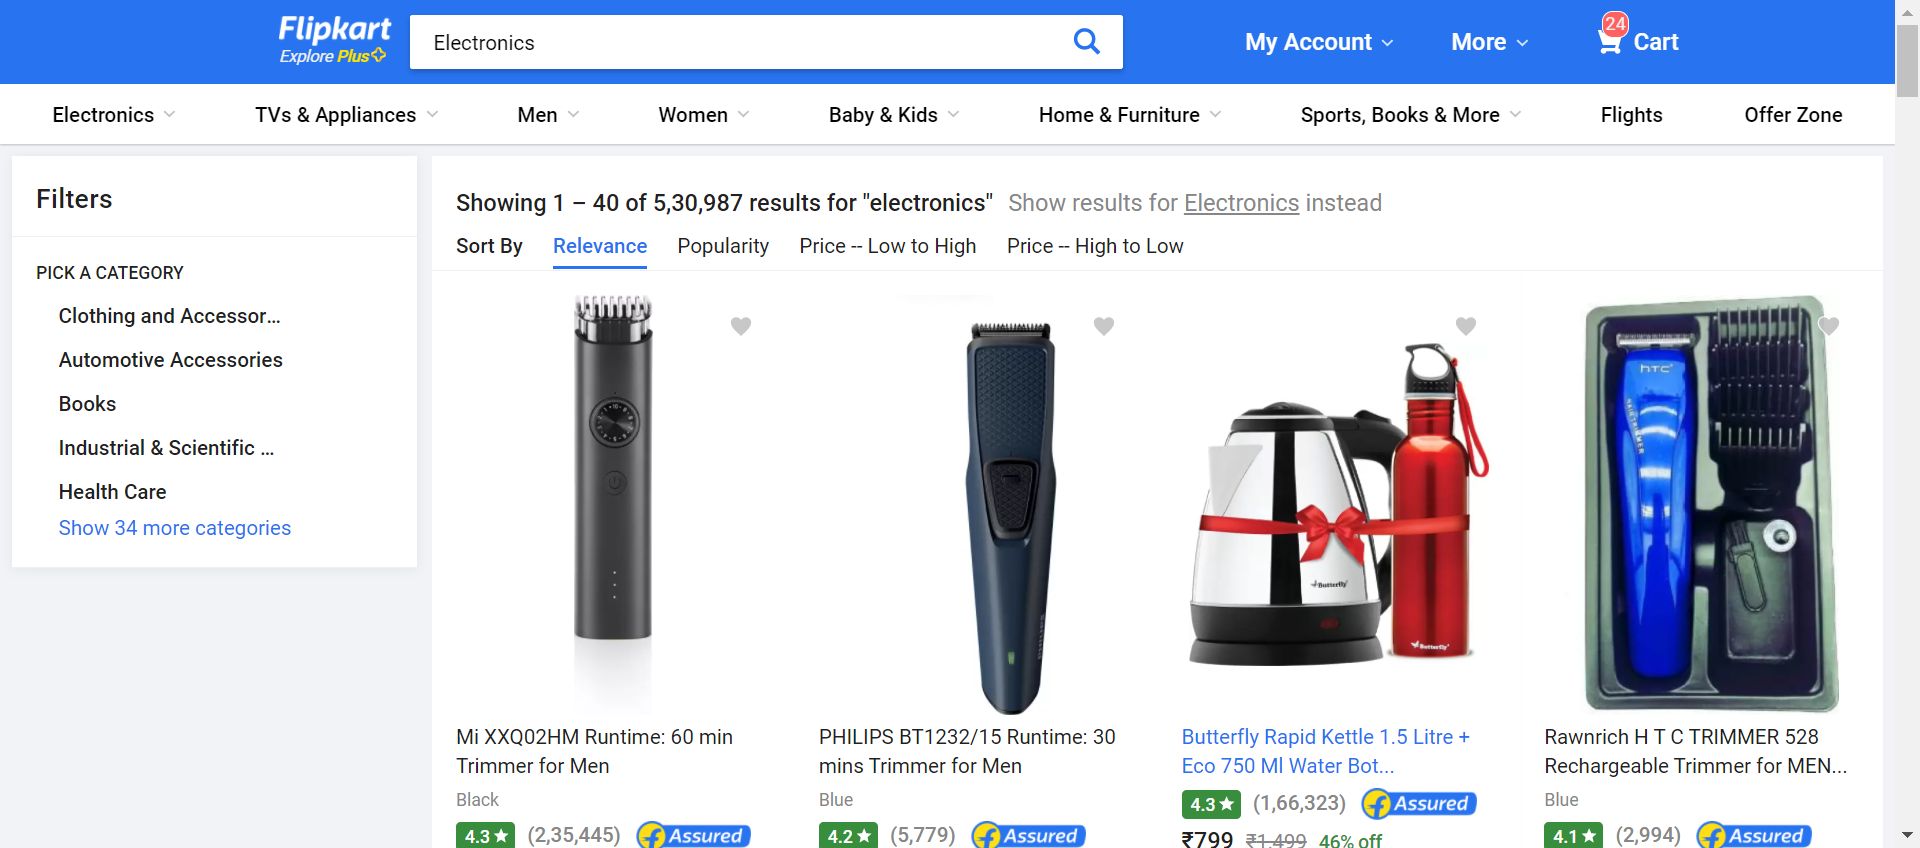 Flipkart
Explore Plus
Electronics
My Account
More
24
Cart
Electronics
TVs & Appliances
Men
Women
Baby & Kids
Home & Furniture
Sports, Books & More
Flights
Offer Zone
Filters
PICK A CATEGORY
Clothing and Accessor...
Automotive Accessories
Books
Industrial & Scientific ...
Health Care
Show 34 more categories
Showing 1 – 40 of 5,30,987 results for "electronics" Show results for Electronics instead
Sort By Relevance Popularity Price -- Low to High Price -- High to Low
Mi XXQ02HM Runtime: 60 min
Trimmer for Men
Black
4.3 ★ (2,35,445) Assured
PHILIPS BT1232/15 Runtime: 30
mins Trimmer for Men
Blue
4.2 ★ (5,779) Assured
Butterfly
Butterfly
Butterfly Rapid Kettle 1.5 Litre +
Eco 750 Ml Water Bot...
4.3 ★ (1,66,323) Assured
₹799 ₹1,499 46% off
HTC
HAIR TRIMMER
Rawnrich H T C TRIMMER 528
Rechargeable Trimmer for MEN...
Blue
4.1 ★ (2,994) Assured